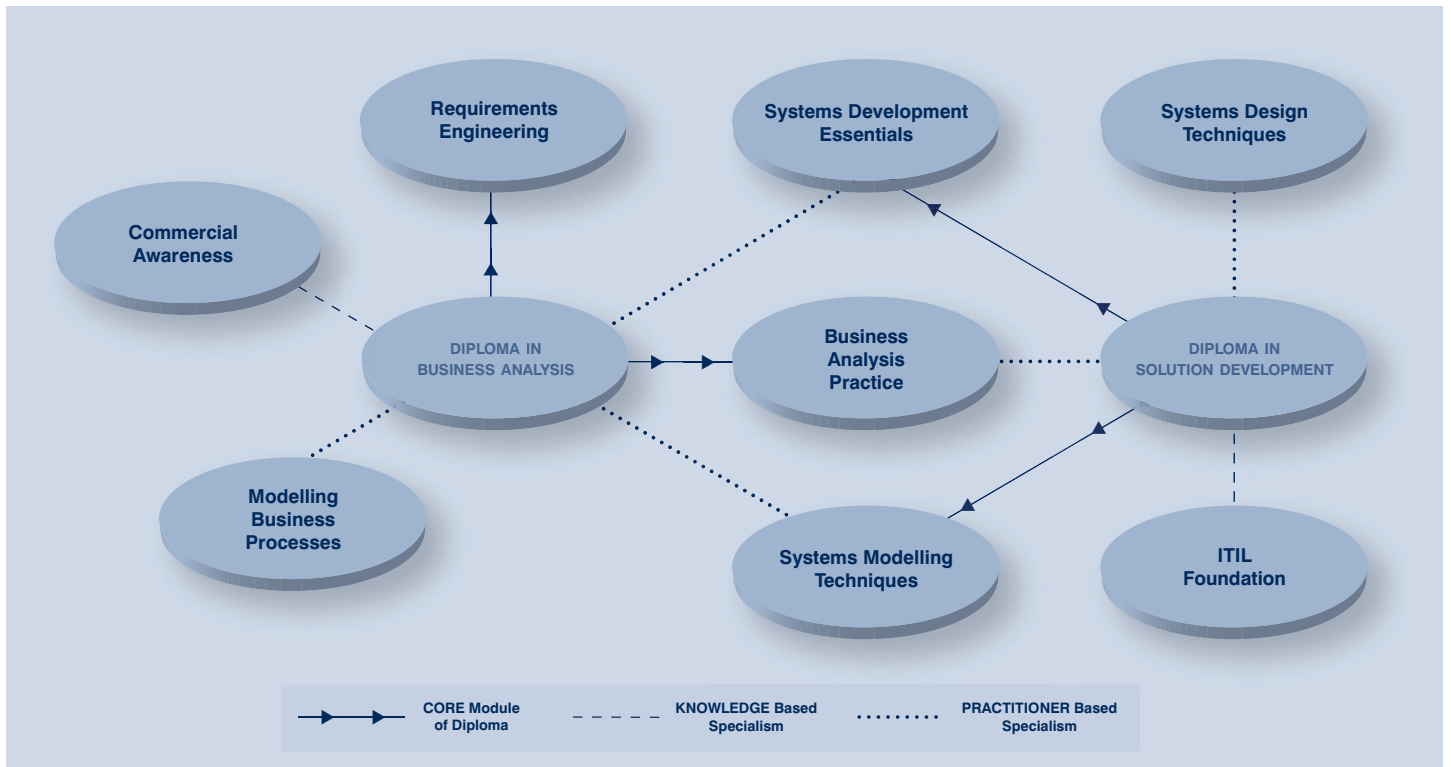 Requirements
Engineering
Systems Development
Essentials
Systems Design
Techniques
Commercial
Awareness
DIPLOMA IN
BUSINESS ANALYSIS
Business
Analysis
Practice
DIPLOMA IN
SOLUTION DEVELOPMENT
Modelling
Business
Processes
Systems Modelling
Techniques
ITIL
Foundation
CORE Module
of Diploma
KNOWLEDGE Based
Specialism
PRACTITIONER Based
Specialism